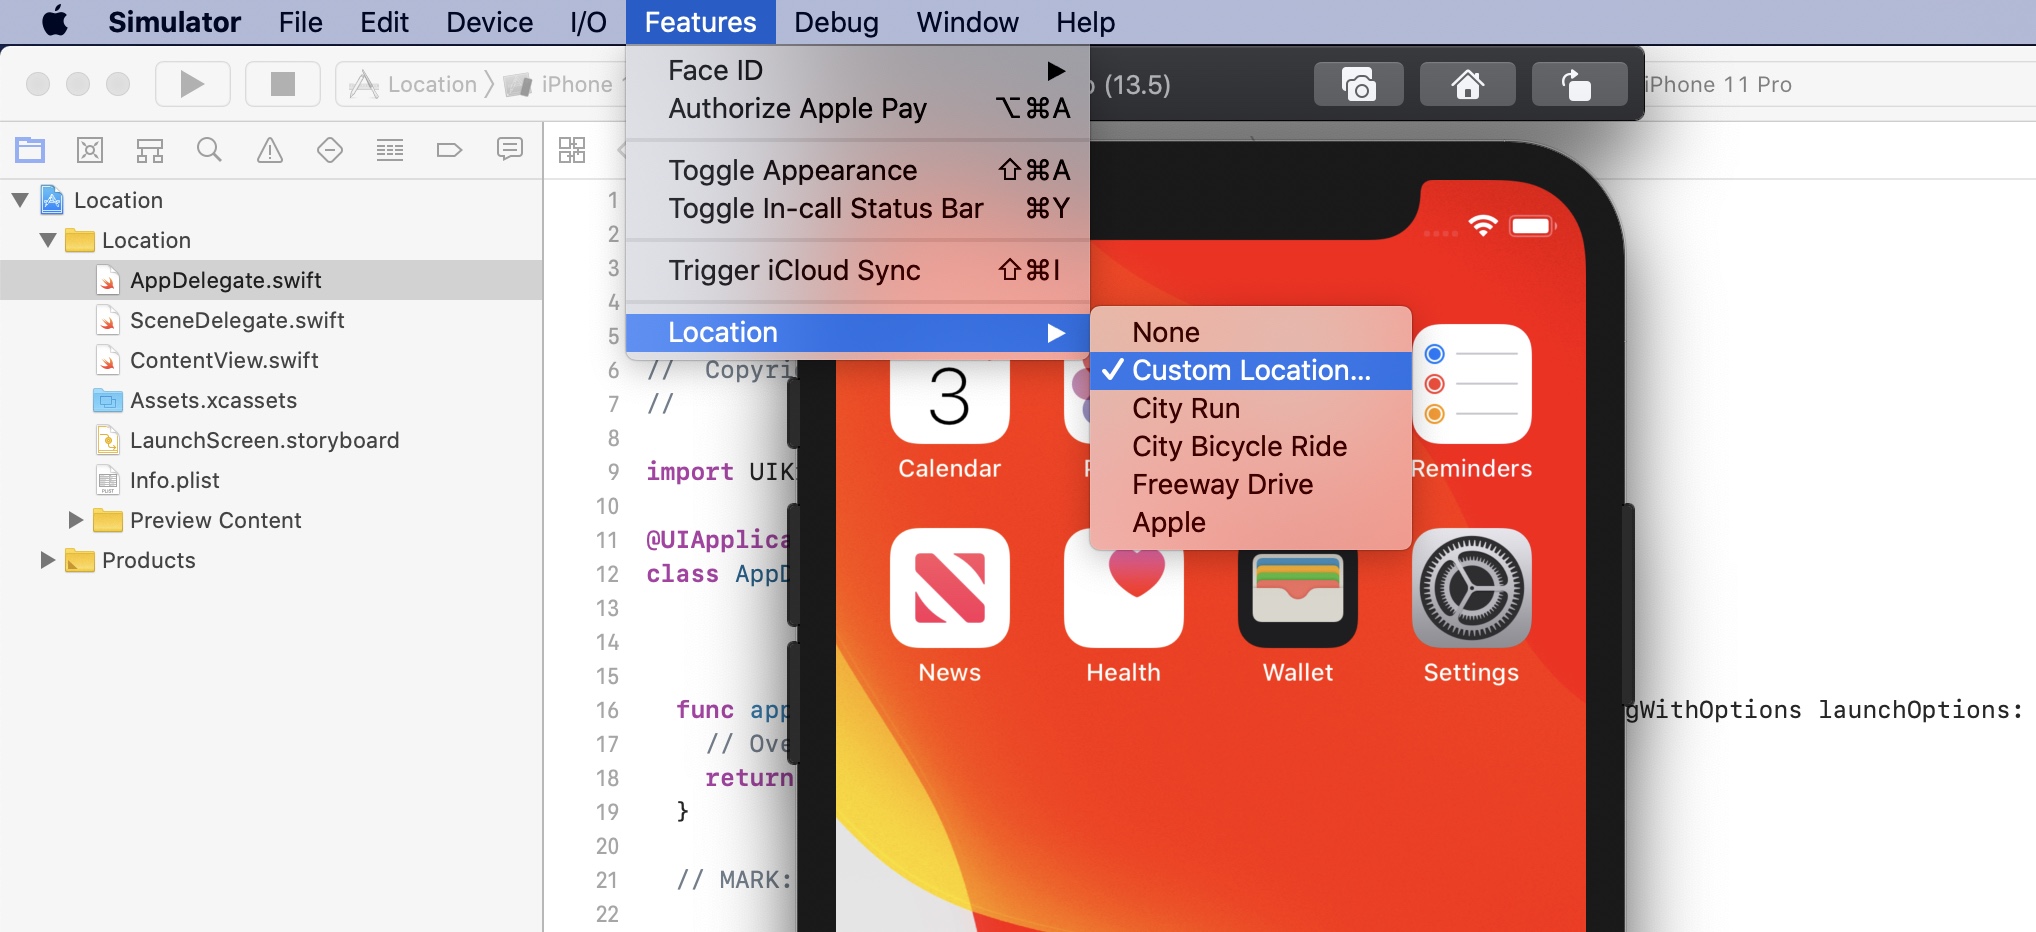 Simulator File Edit Device I/O Features Debug Window Help
Location iPhone
(13.5)
iPhone 11 Pro
Face ID
Authorize Apple Pay ⌥⌘A
Toggle Appearance ⇧⌘A
Toggle In-call Status Bar ⌘Y
Trigger iCloud Sync ⇧⌘I
Location
None
✓ Custom Location...
City Run
City Bicycle Ride
Freeway Drive
Apple
Location
Location
AppDelegate.swift
SceneDelegate.swift
ContentView.swift
Assets.xcassets
LaunchScreen.storyboard
Info.plist
Preview Content
Products
1
2
3
4
5
6 // Copyri
7 //
8
9 import UIK
10
11 @UIApplica
12 class AppD
13
14
15
16 func app gWithOptions launchOptions:
17 // Ove
18 return
19 }
20
21 // MARK:
22
3
Calendar
Reminders
News
Health
Wallet
Settings